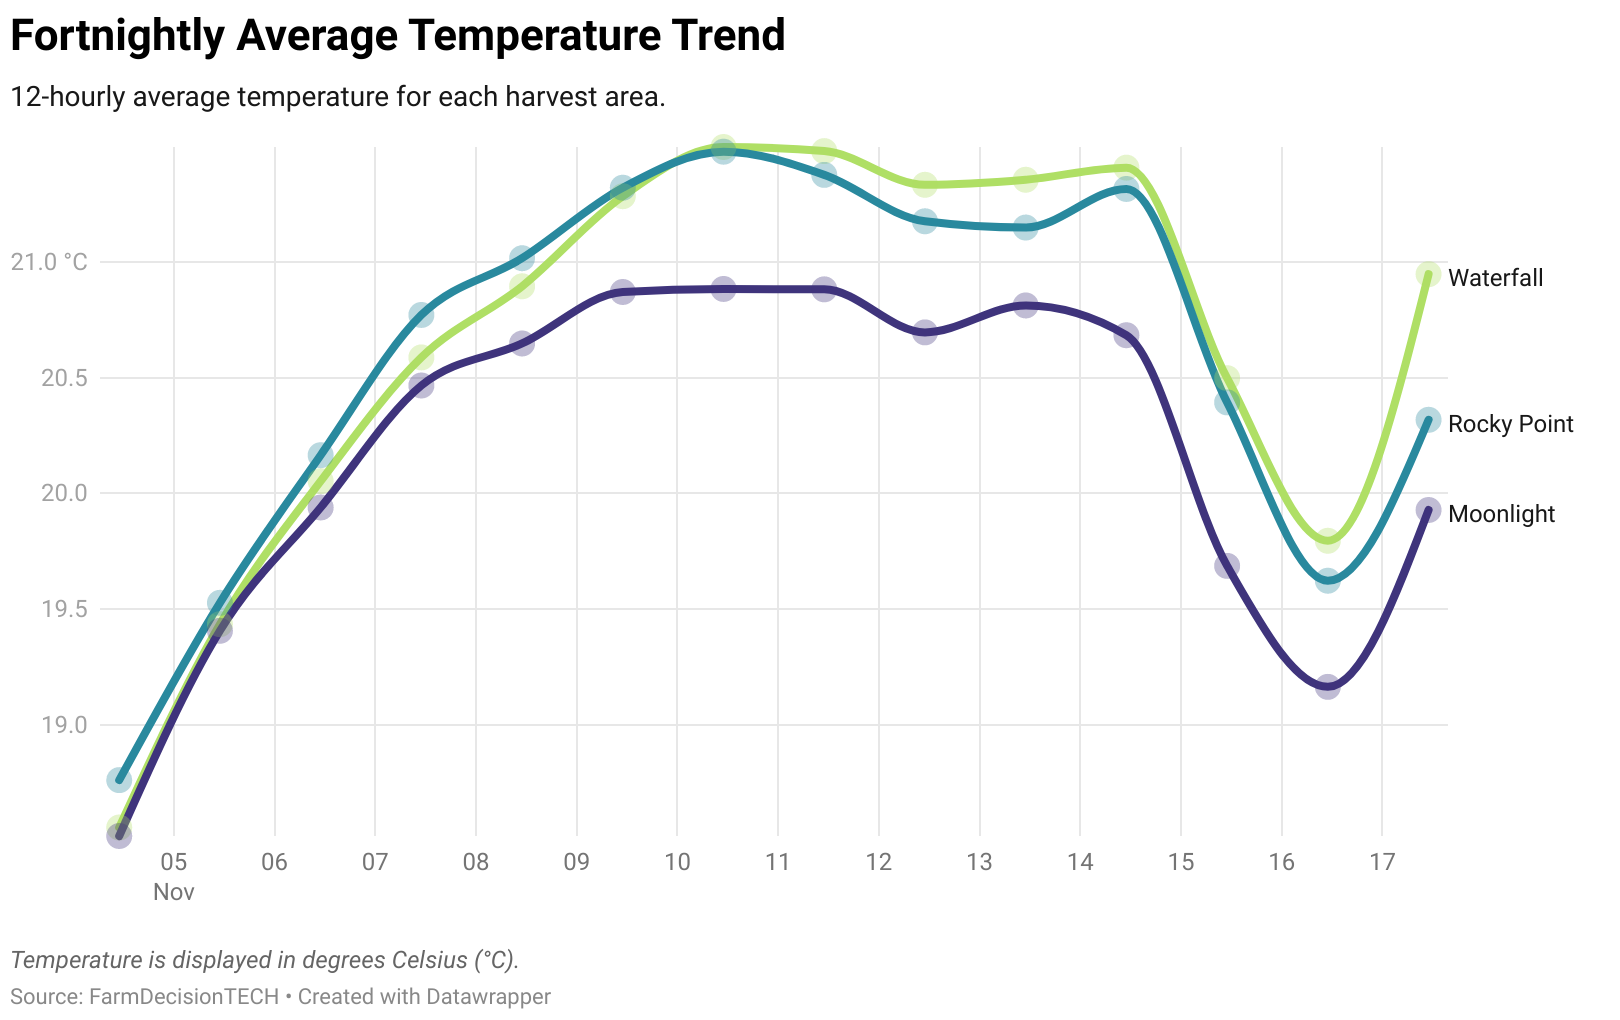 Fortnightly Average Temperature Trend
12-hourly average temperature for each harvest area.
21.0 °C
20.5
20.0
19.5
19.0
Waterfall
Rocky Point
Moonlight
05 06 07 08 09 10 11 12 13 14 15 16 17
Nov
Temperature is displayed in degrees Celsius (°C).
Source: FarmDecisionTECH • Created with Datawrapper